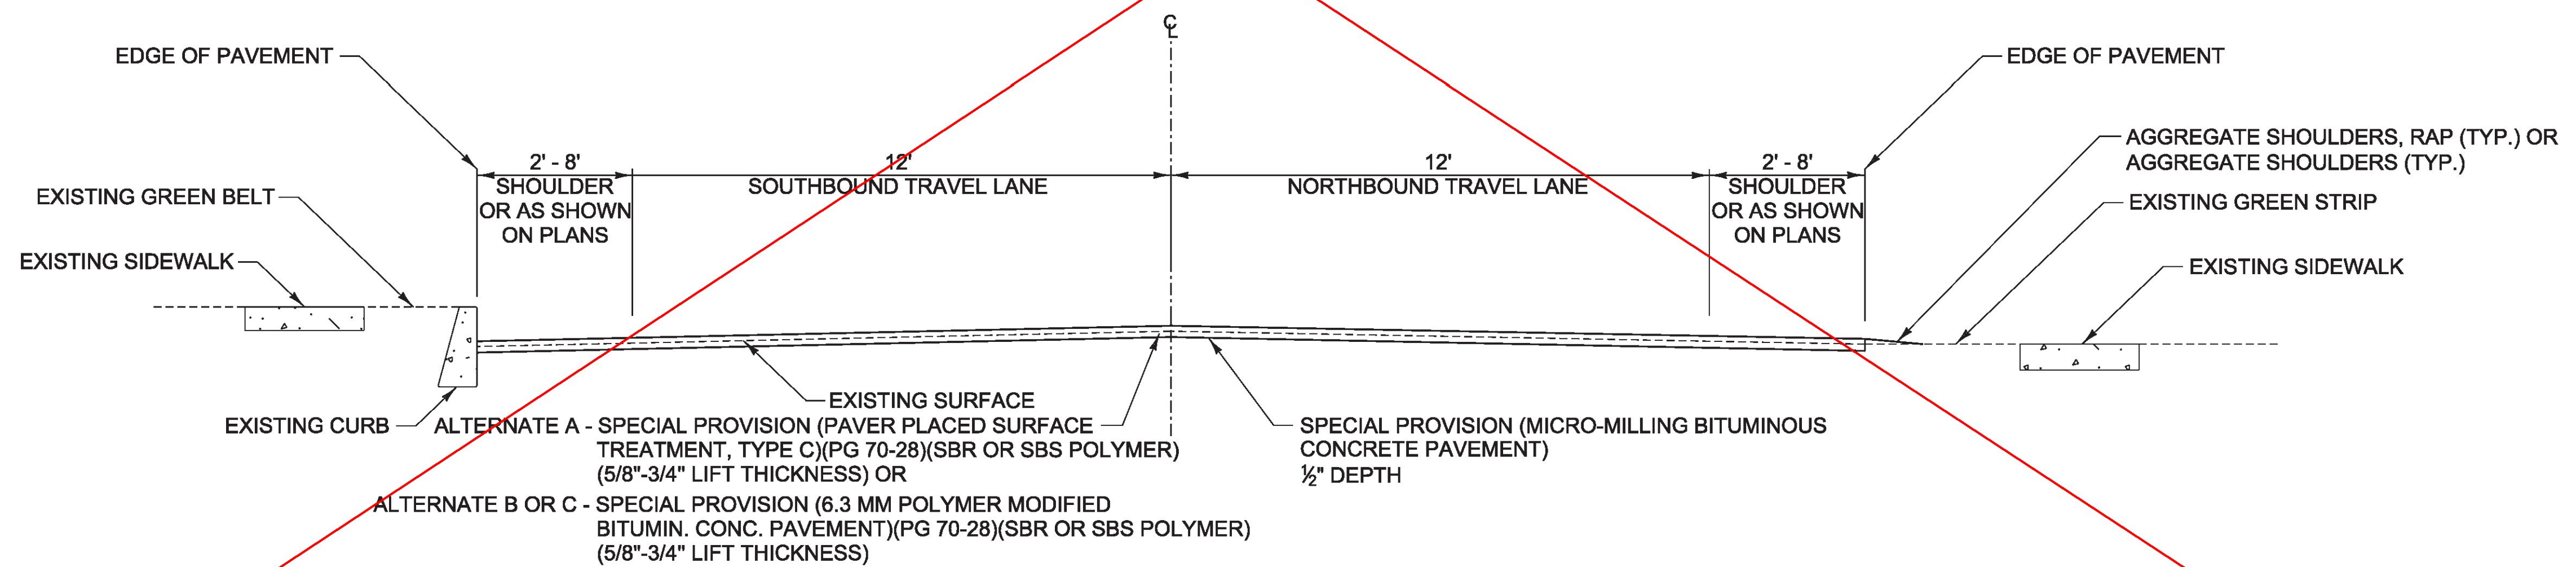 ℄
EDGE OF PAVEMENT
EDGE OF PAVEMENT
AGGREGATE SHOULDERS, RAP (TYP.) OR
AGGREGATE SHOULDERS (TYP.)
2' - 8'
SHOULDER
OR AS SHOWN
ON PLANS
12'
SOUTHBOUND TRAVEL LANE
12'
NORTHBOUND TRAVEL LANE
2' - 8'
SHOULDER
OR AS SHOWN
ON PLANS
EXISTING GREEN BELT
EXISTING GREEN STRIP
EXISTING SIDEWALK
EXISTING SIDEWALK
EXISTING SURFACE
EXISTING CURB
ALTERNATE A - SPECIAL PROVISION (PAVER PLACED SURFACE
TREATMENT, TYPE C)(PG 70-28)(SBR OR SBS POLYMER)
(5/8"-3/4" LIFT THICKNESS) OR
ALTERNATE B OR C - SPECIAL PROVISION (6.3 MM POLYMER MODIFIED
BITUMIN. CONC. PAVEMENT)(PG 70-28)(SBR OR SBS POLYMER)
(5/8"-3/4" LIFT THICKNESS)
SPECIAL PROVISION (MICRO-MILLING BITUMINOUS
CONCRETE PAVEMENT)
½" DEPTH